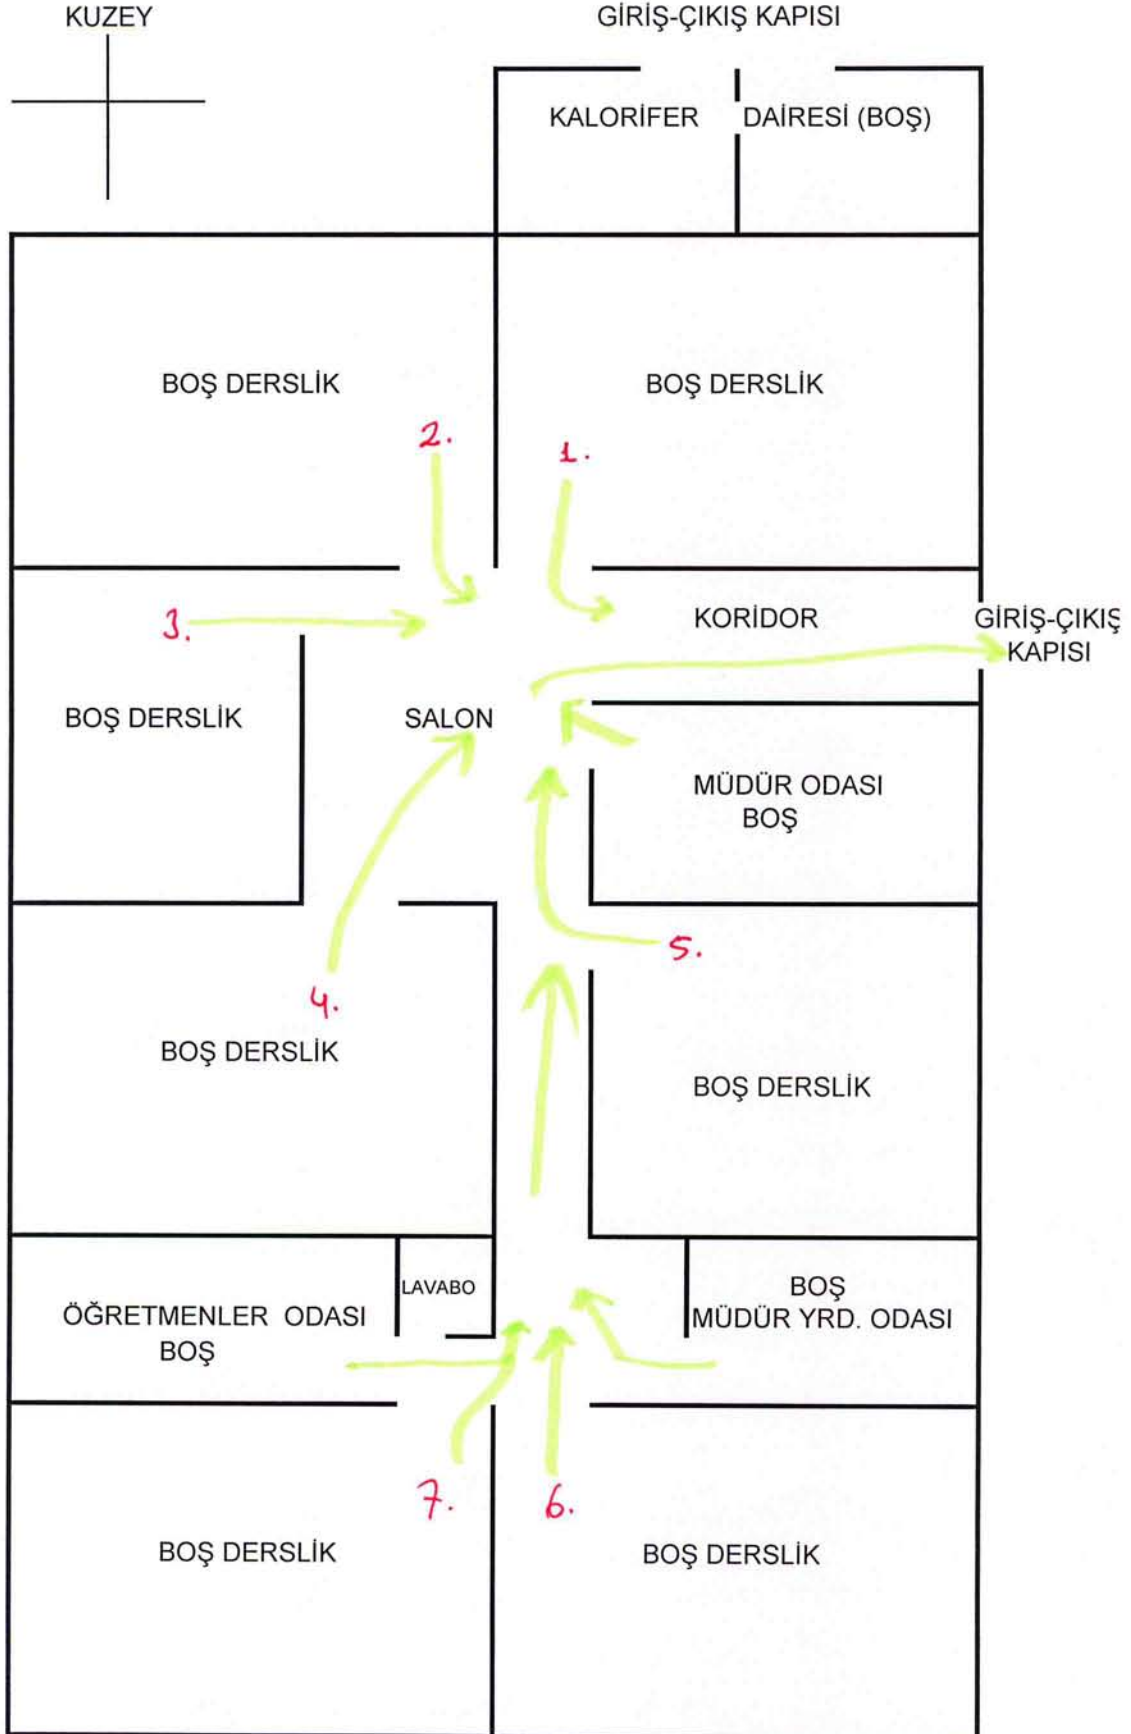 KUZEY
GİRİŞ-ÇIKIŞ KAPISI
KALORİFER DAİRESİ (BOŞ)
BOŞ DERSLİK
BOŞ DERSLİK
2.
1.
3.
KORİDOR
GİRİŞ-ÇIKIŞ
KAPISI
BOŞ DERSLİK
SALON
MÜDÜR ODASI
BOŞ
5.
4.
BOŞ DERSLİK
BOŞ DERSLİK
LAVABO
ÖĞRETMENLER ODASI
BOŞ
BOŞ
MÜDÜR YRD. ODASI
7.
6.
BOŞ DERSLİK
BOŞ DERSLİK